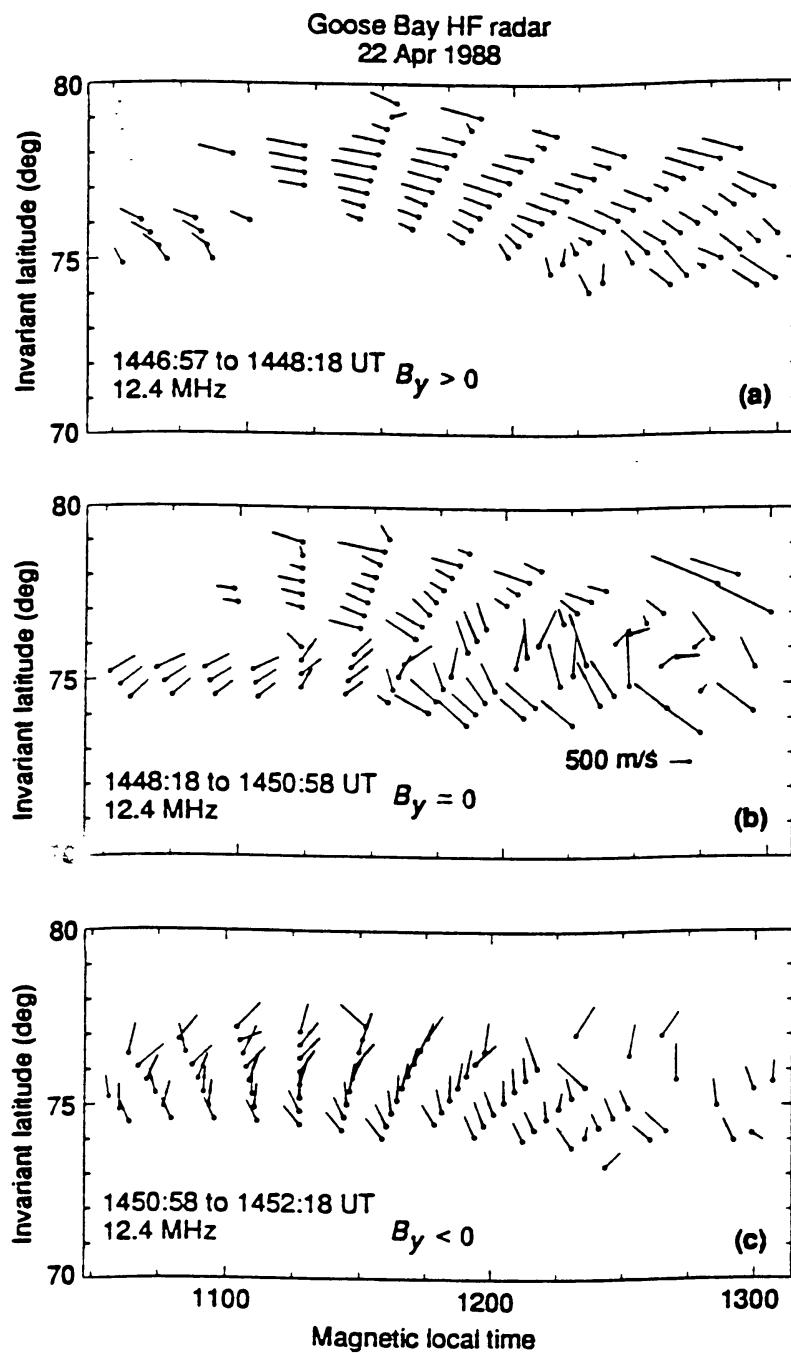 Goose Bay HF radar
22 Apr 1988
80
75
70
Invariant latitude (deg)
1446:57 to 1448:18 UT
12.4 MHz
By > 0
(a)
80
75
Invariant latitude (deg)
500 m/s
1448:18 to 1450:58 UT
12.4 MHz
By = 0
(b)
80
75
70
Invariant latitude (deg)
1450:58 to 1452:18 UT
12.4 MHz
By < 0
(c)
1100
1200
1300
Magnetic local time